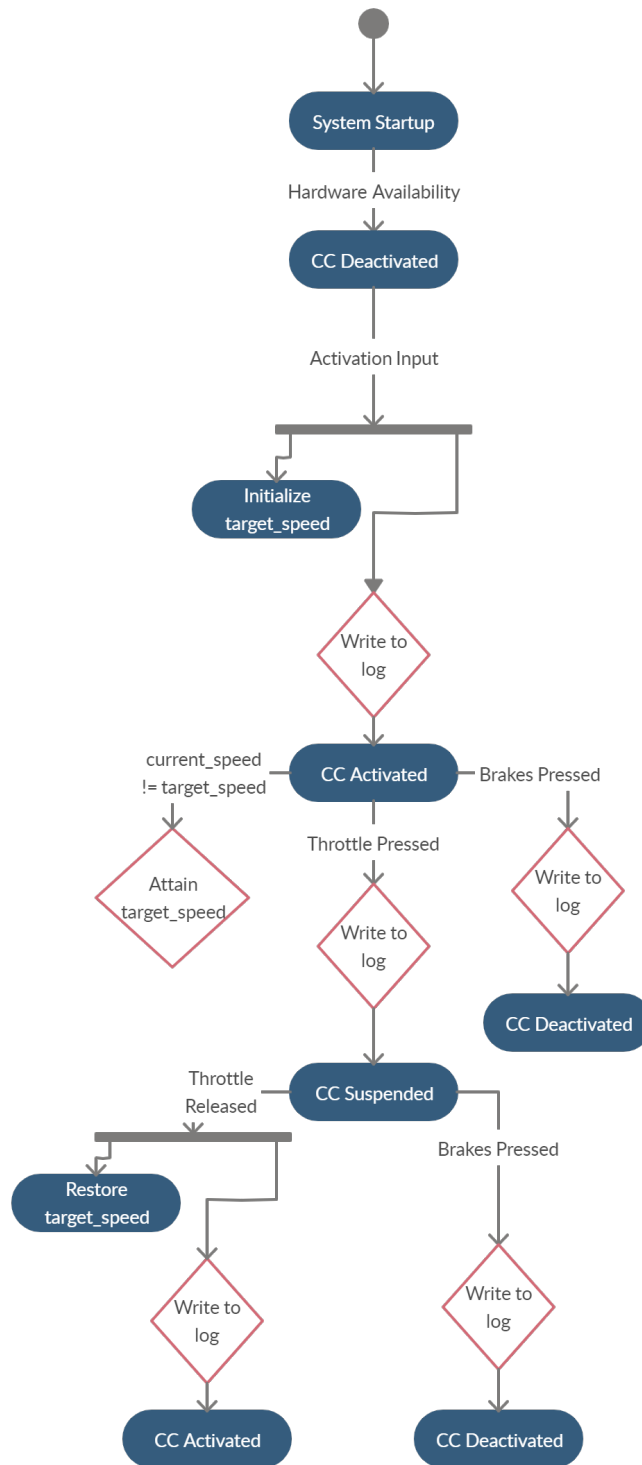 System Startup
Hardware Availability
CC Deactivated
Activation Input
Initialize
target_speed
Write to
log
CC Activated
current_speed
!= target_speed
Brakes Pressed
Throttle Pressed
Attain
target_speed
Write to
log
Write to
log
CC Deactivated
CC Suspended
Throttle
Released
Brakes Pressed
Restore
target_speed
Write to
log
Write to
log
CC Activated
CC Deactivated